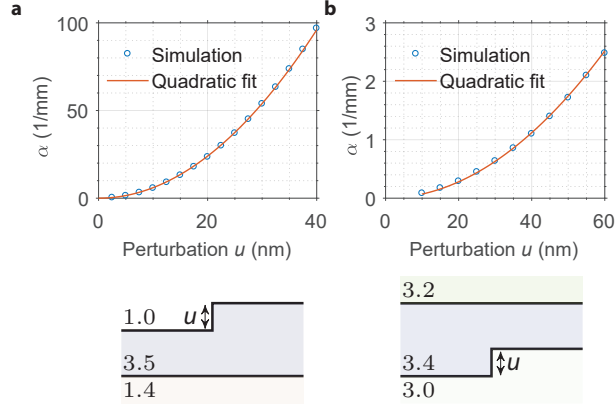 a
100
50
0
0
20
40
α (1/mm)
Perturbation u (nm)
Simulation
Quadratic fit
b
3
2
1
0
0
20
40
60
α (1/mm)
Perturbation u (nm)
Simulation
Quadratic fit
1.0
u
3.5
1.4
3.2
3.4
u
3.0